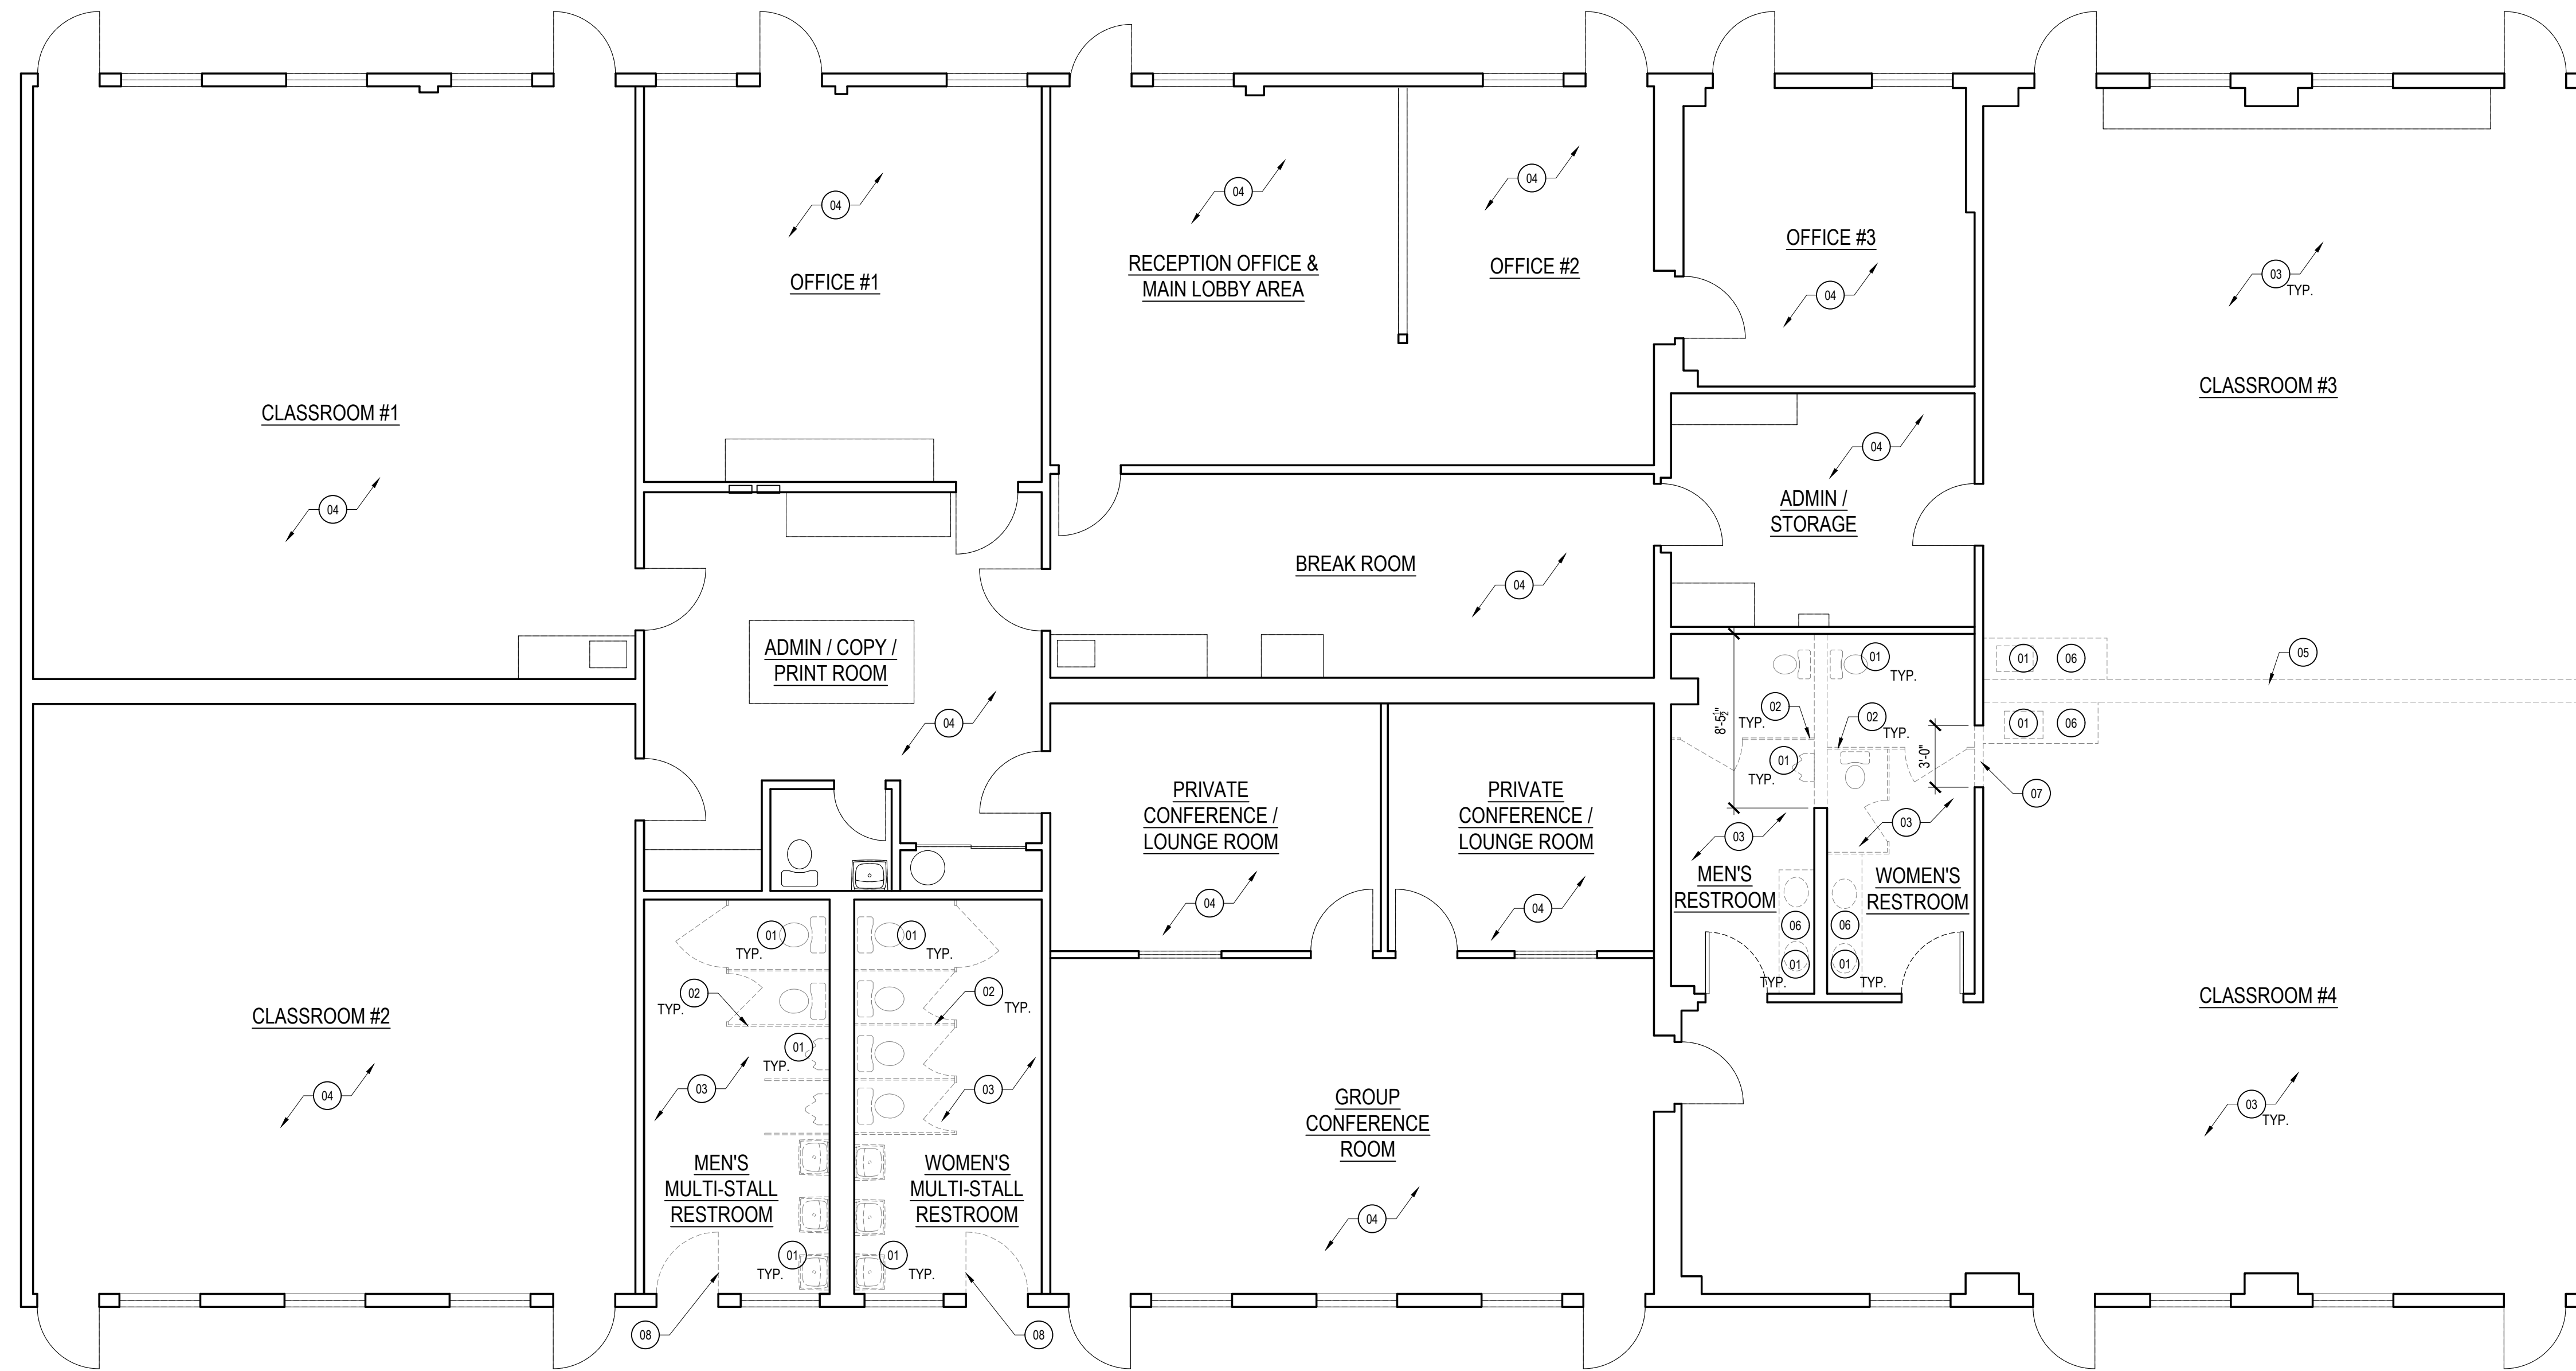 04
04
04
04
OFFICE #1
RECEPTION OFFICE &
MAIN LOBBY AREA
OFFICE #2
OFFICE #3
04
03
TYP.
CLASSROOM #1
04
CLASSROOM #3
04
ADMIN /
STORAGE
BREAK ROOM
04
ADMIN / COPY /
PRINT ROOM
04
01
TYP.
01
06
05
8'-5½"
02
TYP.
02
TYP.
01
06
3'-0"
01
TYP.
07
PRIVATE
CONFERENCE /
LOUNGE ROOM
04
PRIVATE
CONFERENCE /
LOUNGE ROOM
04
03
03
MEN'S
RESTROOM
WOMEN'S
RESTROOM
06
06
01
TYP.
01
TYP.
01
TYP.
01
TYP.
02
TYP.
02
TYP.
CLASSROOM #2
04
01
TYP.
03
03
CLASSROOM #4
03
TYP.
GROUP
CONFERENCE
ROOM
04
MEN'S
MULTI-STALL
RESTROOM
WOMEN'S
MULTI-STALL
RESTROOM
01
TYP.
01
TYP.
08
08